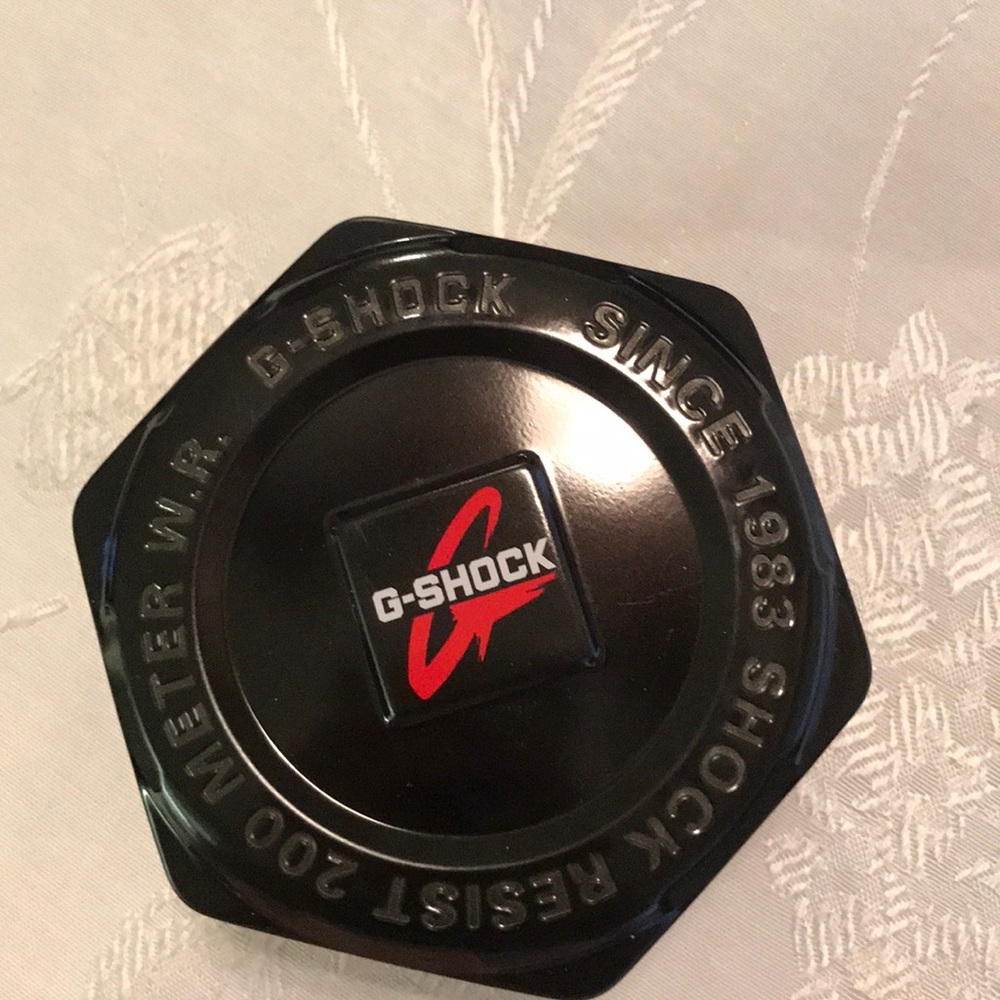 G-SHOCK SINCE 1983 SHOCK RESIST 200 METER W.R.
G-SHOCK